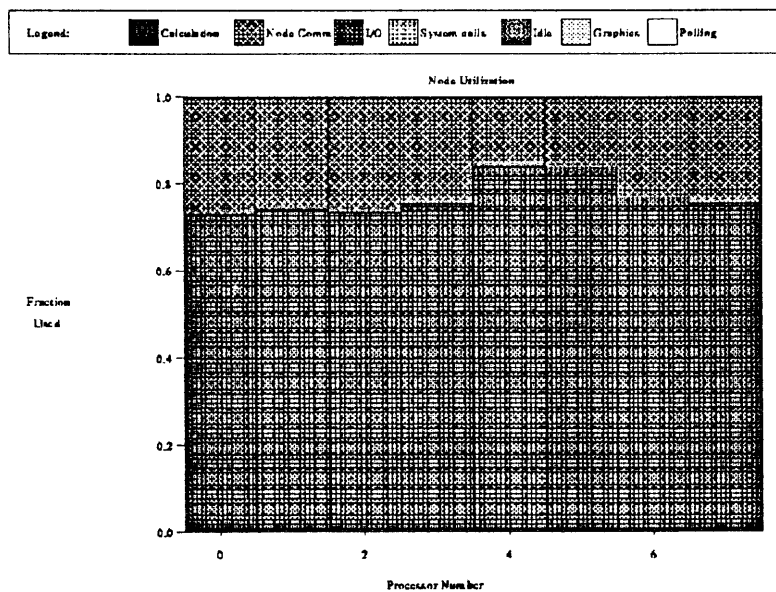 Legend: Calculation Node Comm I/O System calls Idle Graphics Polling
Node Utilization
1.0
0.8
0.6
Fraction
Used
0.4
0.2
0.0
0 2 4 6
Processor Number